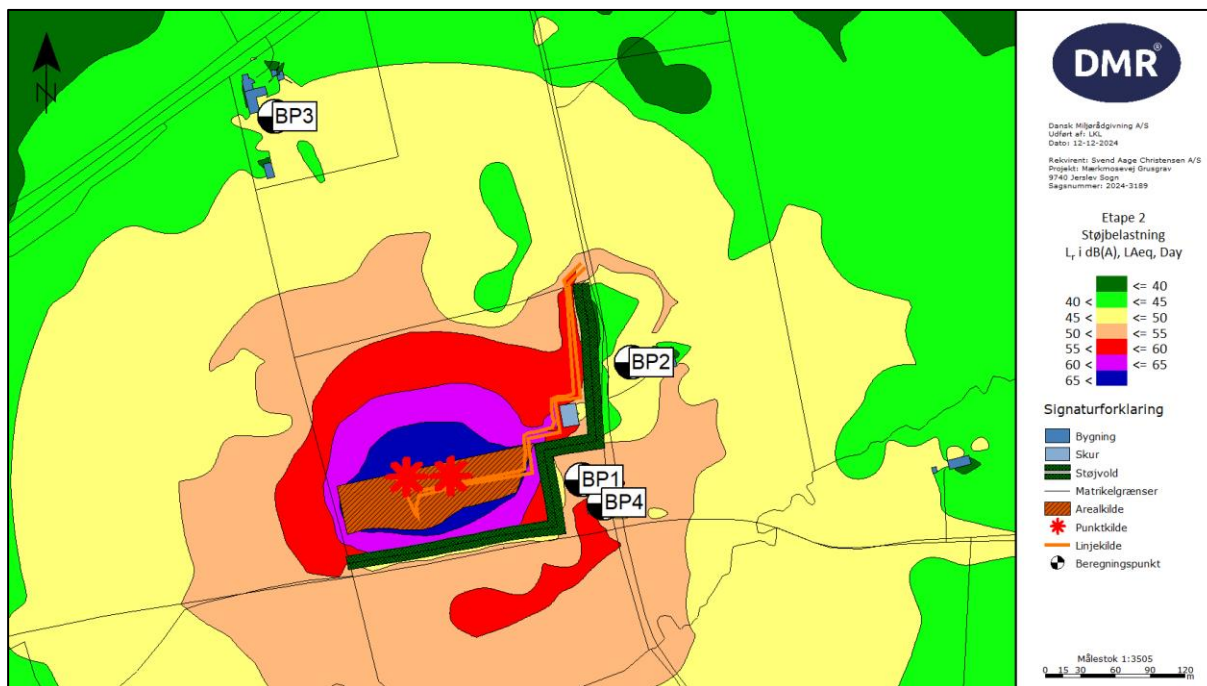 N
BP3
BP2
BP1
BP4
DMR®
Dansk Miljørådgivning A/S
Udført af: LKL
Dato: 12-12-2024
Rekvirent: Svend Aage Christensen A/S
Projekt: Mærkmosevej Grusgrav
9740 Jerslev Sogn
Sagsnummer: 2024-3189
Etape 2
Støjbelastning
Lr i dB(A), LAeq, Day
<= 40
40 < <= 45
45 < <= 50
50 < <= 55
55 < <= 60
60 < <= 65
65 <
Signaturforklaring
Bygning
Skur
Støjvold
Matrikelgrænser
Arealkilde
Punktkilde
Linjekilde
Beregningspunkt
Målestok 1:3505
0 15 30 60 90 120
m